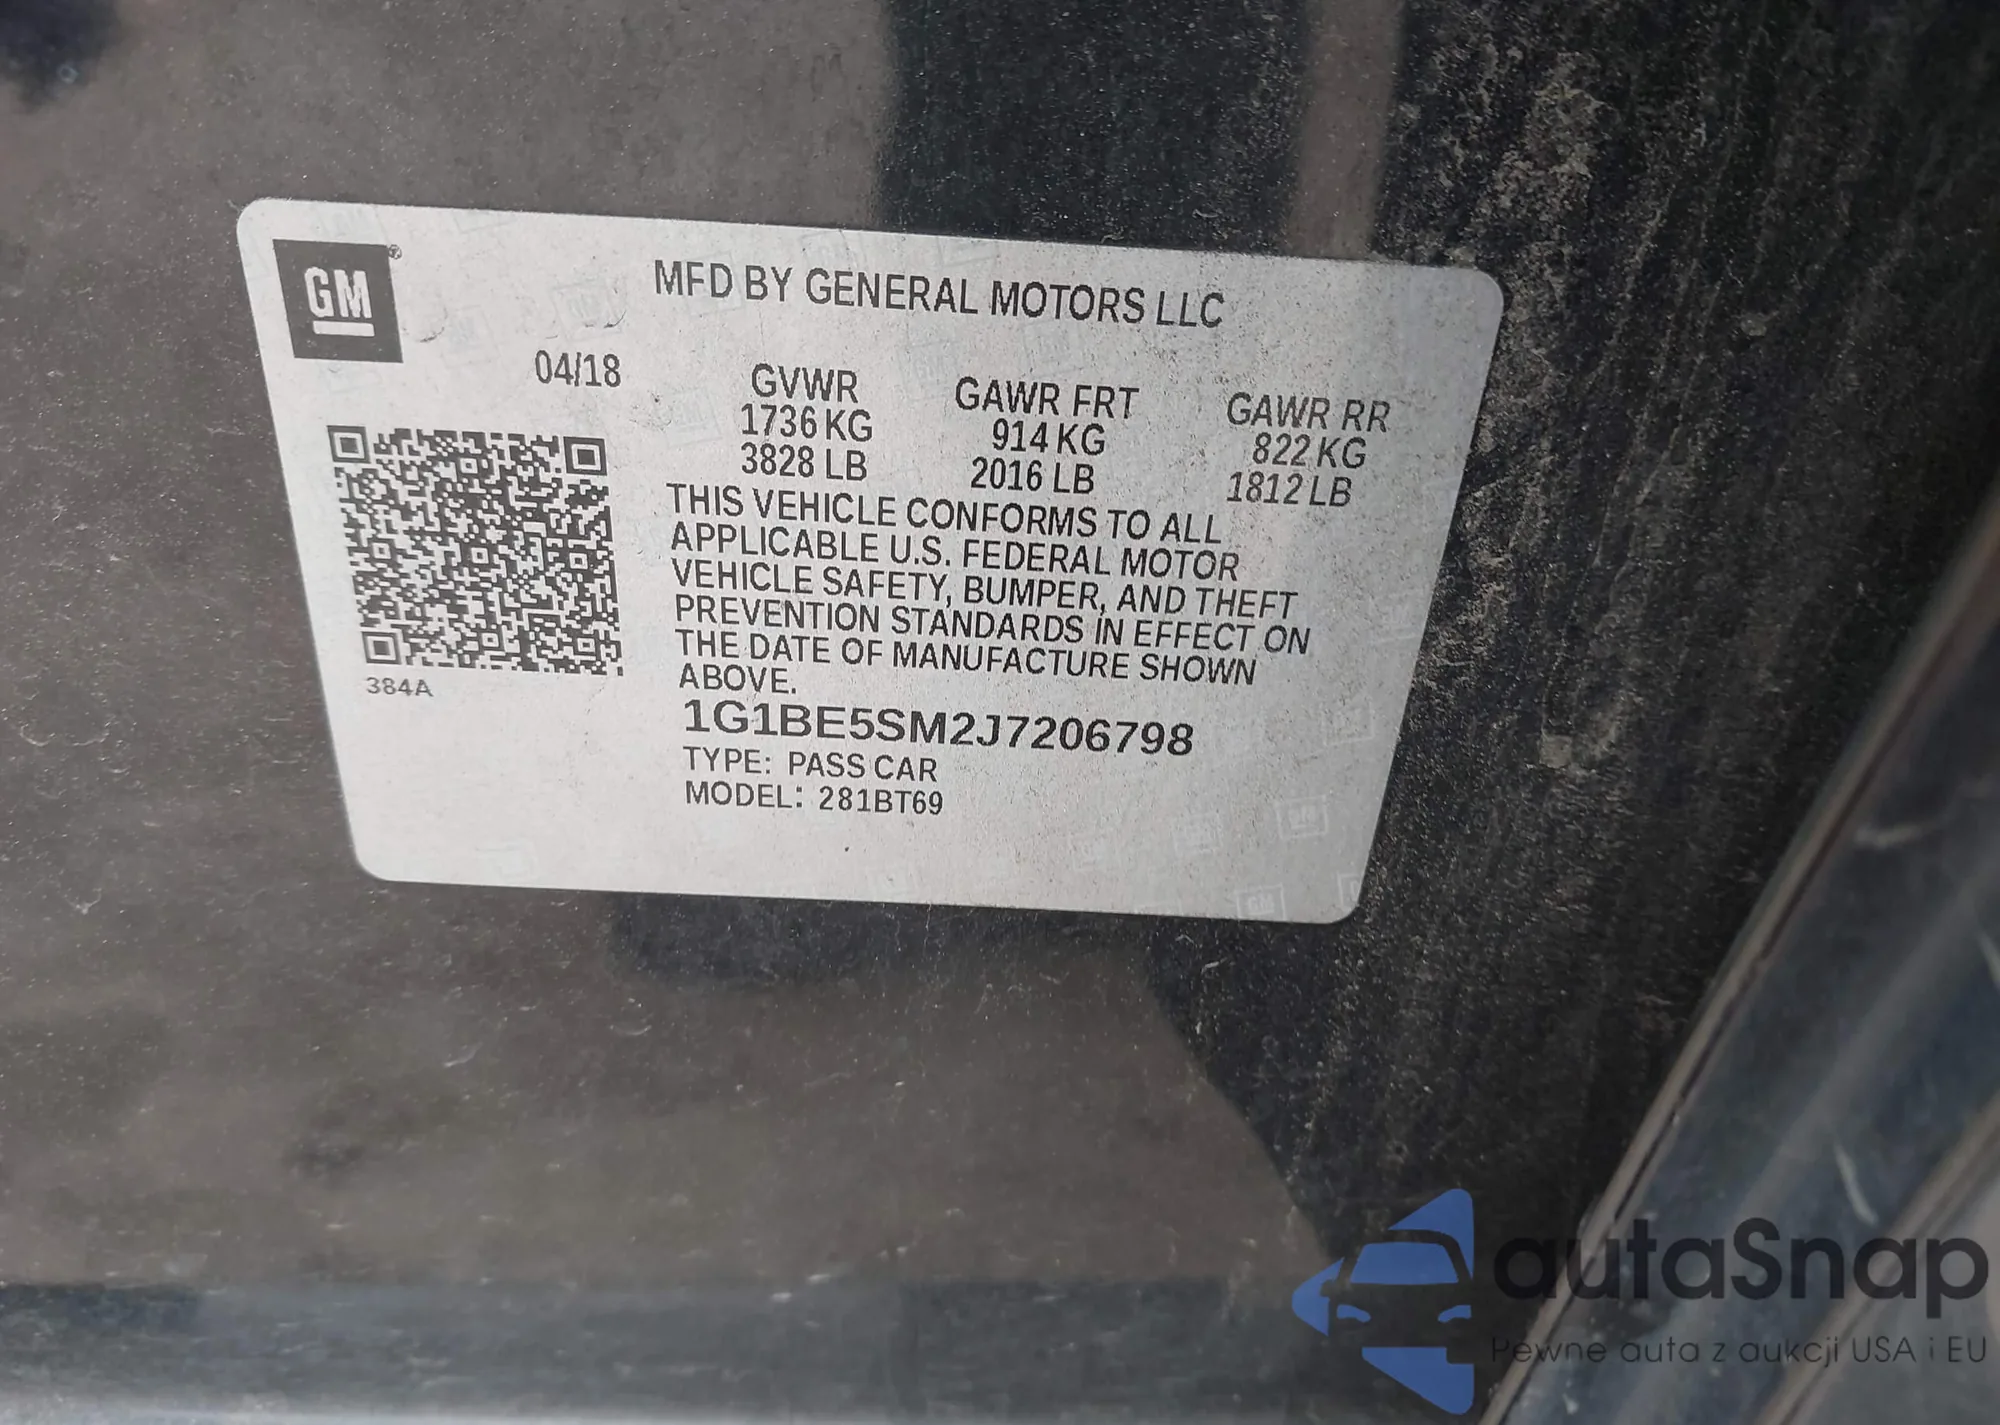 GM
MFD BY GENERAL MOTORS LLC
04/18
GVWR
1736 KG
3828 LB
GAWR FRT
914 KG
2016 LB
GAWR RR
822 KG
1812 LB
THIS VEHICLE CONFORMS TO ALL
APPLICABLE U.S. FEDERAL MOTOR
VEHICLE SAFETY, BUMPER, AND THEFT
PREVENTION STANDARDS IN EFFECT ON
THE DATE OF MANUFACTURE SHOWN
ABOVE.
384A
1G1BE5SM2J7206798
TYPE: PASS CAR
MODEL: 281BT69
autaSnap
Pewne auta z aukcji USA i EU